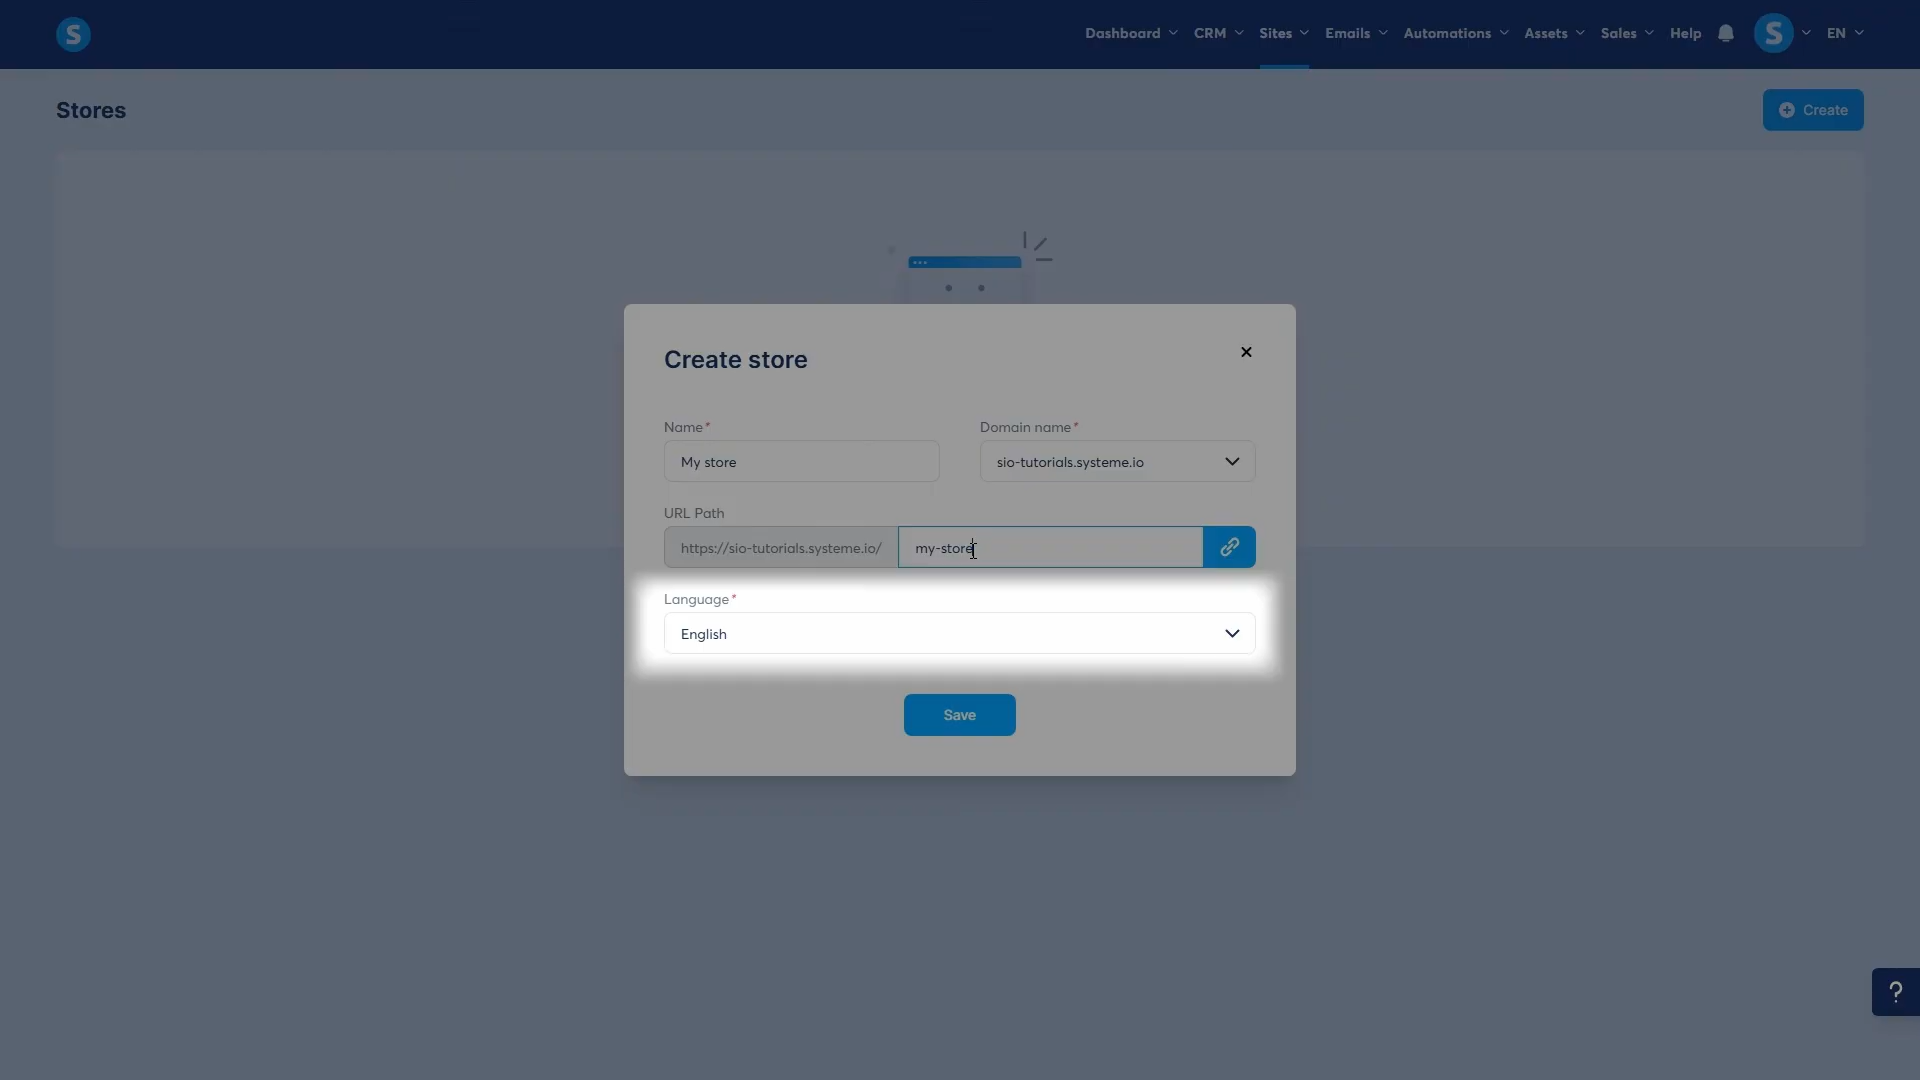 S Dashboard CRM Sites Emails Automations Assets Sales Help S EN
Stores
Create
Create store
Name* Domain name*
My store sio-tutorials.systeme.io
URL Path
https://sio-tutorials.systeme.io/ my-store
Language*
English
Save
?